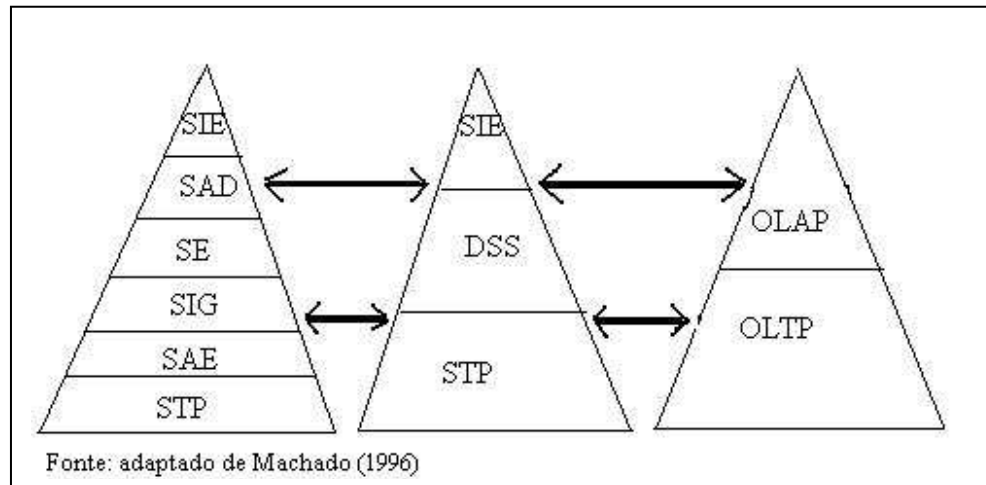 SIE
SAD
SE
SIG
SAE
STP
SIE
DSS
STP
OLAP
OLTP
Fonte: adaptado de Machado (1996)